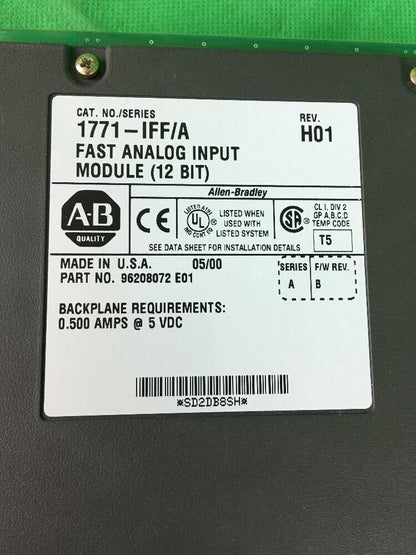 CAT. NO./SERIES
REV.
1771-IFF/A
H01
FAST ANALOG INPUT
MODULE (12 BIT)
Allen-Bradley
A-B
QUALITY
CE
UL
LISTED WHEN
USED WITH
LISTED SYSTEM
SA
CL I, DIV 2
GP A,B,C,D
TEMP CODE
T5
SEE DATA SHEET FOR INSTALLATION DETAILS
MADE IN U.S.A. 05/00
SERIES
F/W REV.
A
B
PART NO. 96208072 E01
BACKPLANE REQUIREMENTS:
0.500 AMPS @ 5 VDC
*SD2DB8SH*